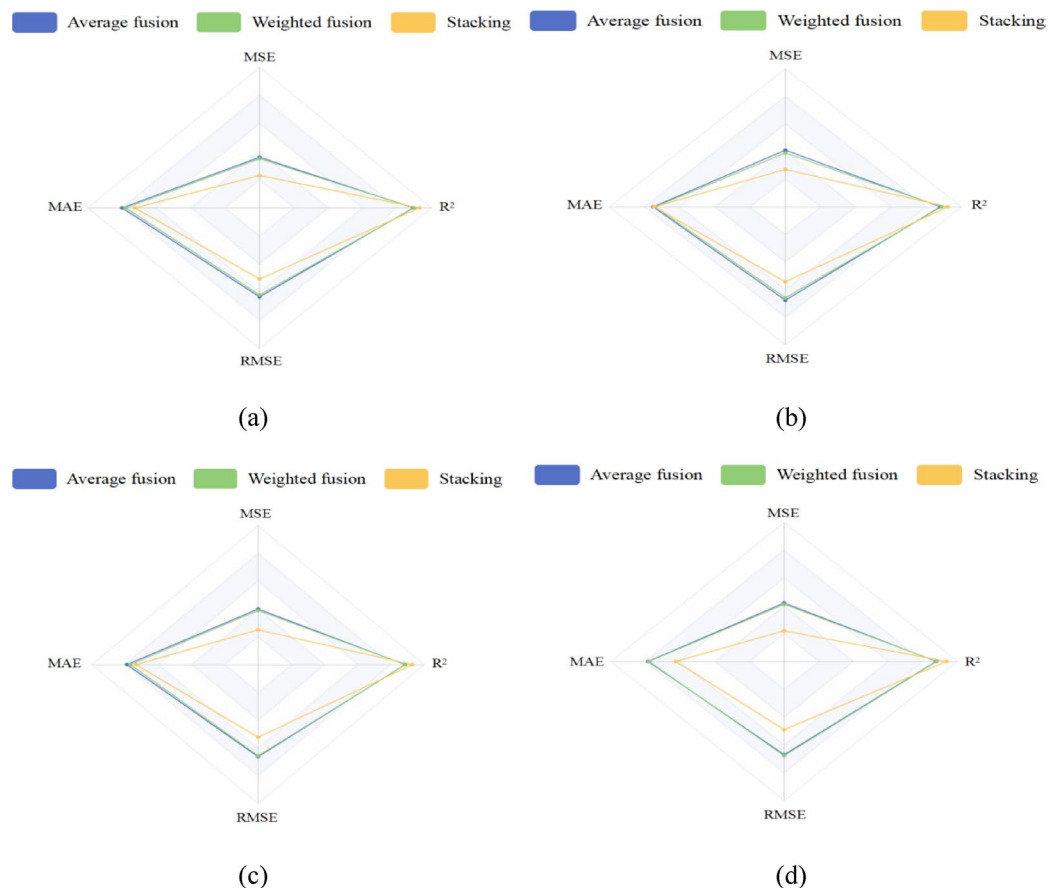 Average fusion Weighted fusion Stacking
MSE
MAE
R²
RMSE
(a)
Average fusion Weighted fusion Stacking
MSE
MAE
R²
RMSE
(b)
Average fusion Weighted fusion Stacking
MSE
MAE
R²
RMSE
(c)
Average fusion Weighted fusion Stacking
MSE
MAE
R²
RMSE
(d)